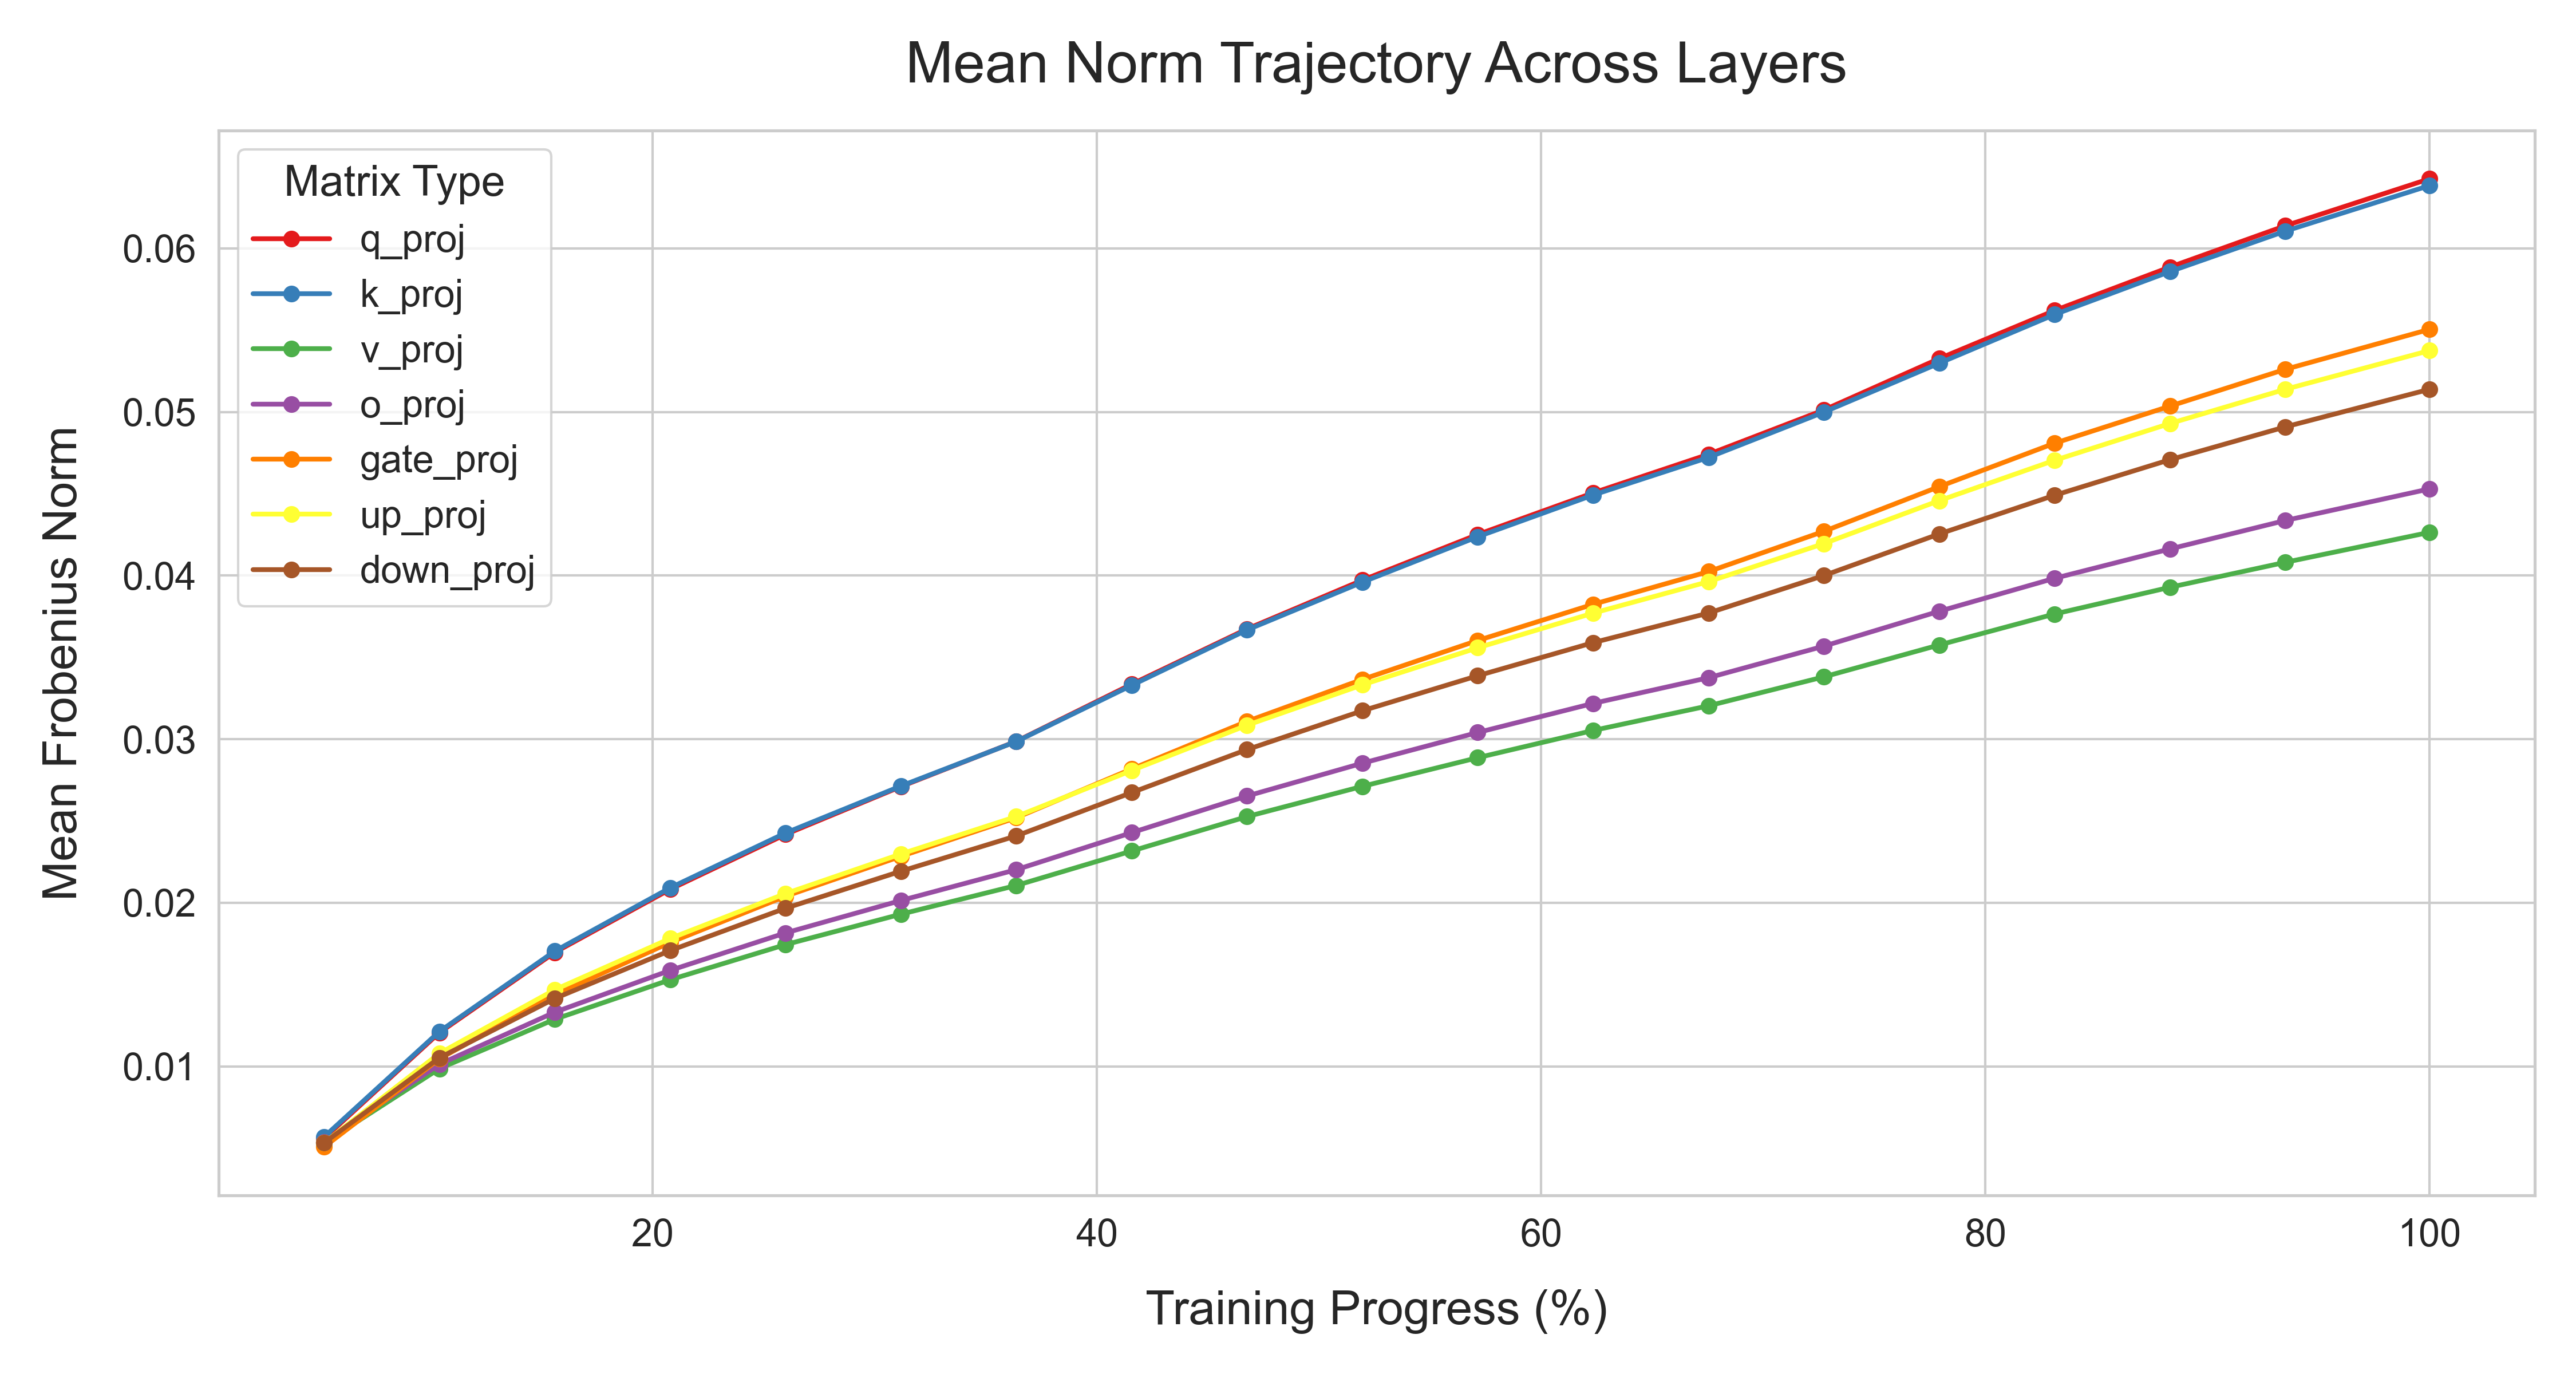 Mean Norm Trajectory Across Layers
Matrix Type
q_proj
k_proj
v_proj
o_proj
gate_proj
up_proj
down_proj
Mean Frobenius Norm
0.06
0.05
0.04
0.03
0.02
0.01
20 40 60 80 100
Training Progress (%)